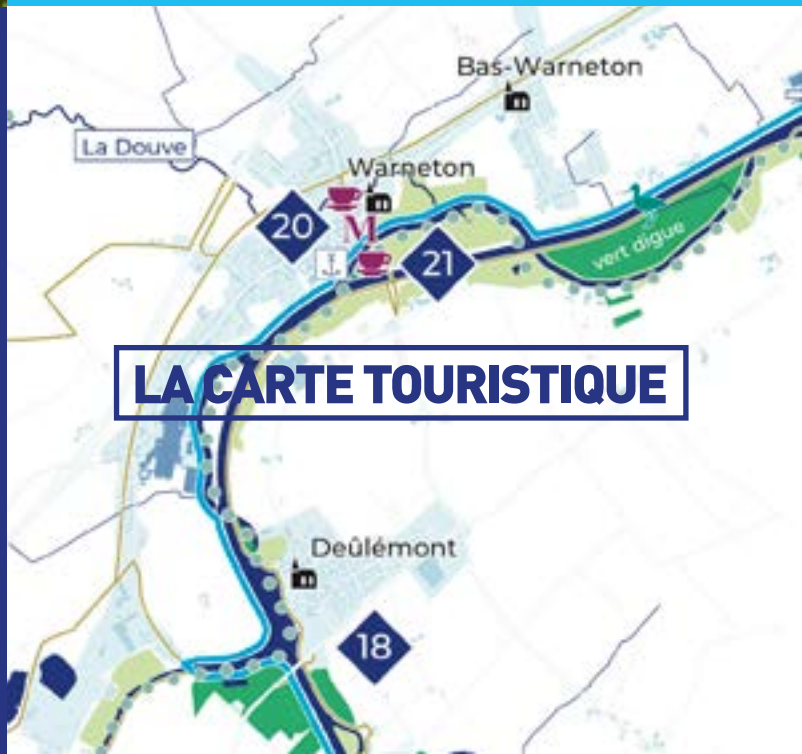 Bas-Warneton
La Douve
Warneton
20
M
21
vert digue
LA CARTE TOURISTIQUE
Deûlémont
18